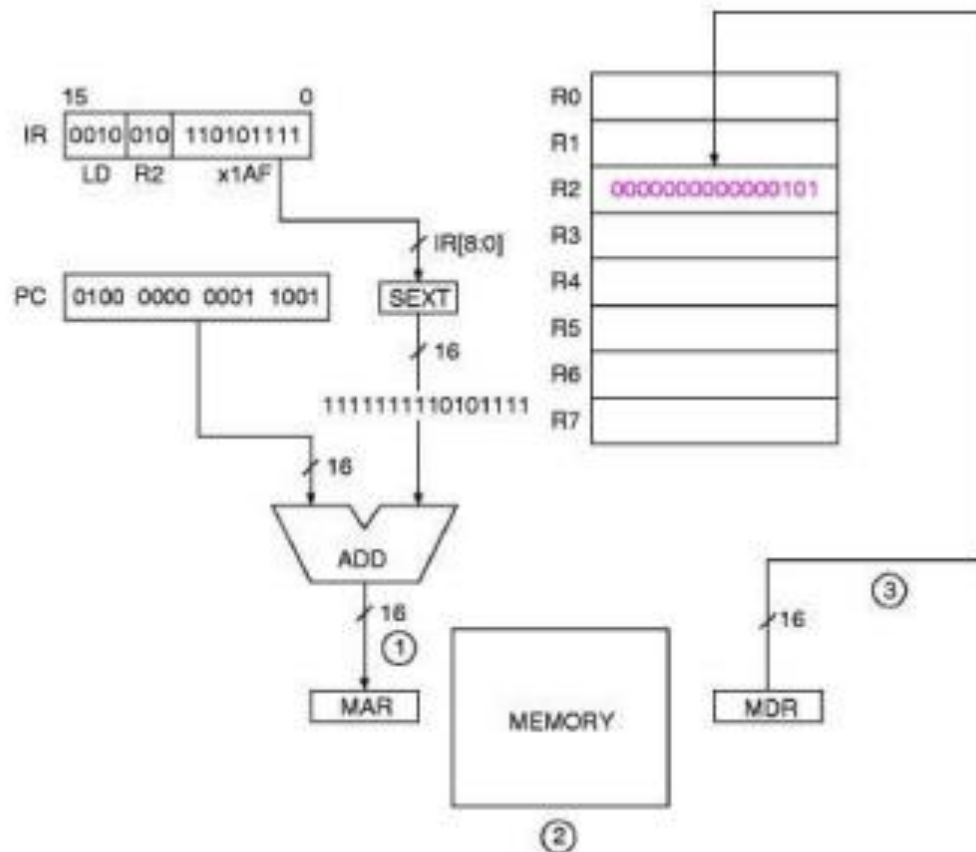 15 0
IR 0010 010 110101111
LD R2 x1AF
IR[8:0]
PC 0100 0000 0001 1001
SEXT
16
1111111110101111
16
ADD
16
1
MAR
MEMORY
2
R0
R1
R2 0000000000000101
R3
R4
R5
R6
R7
3
16
MDR